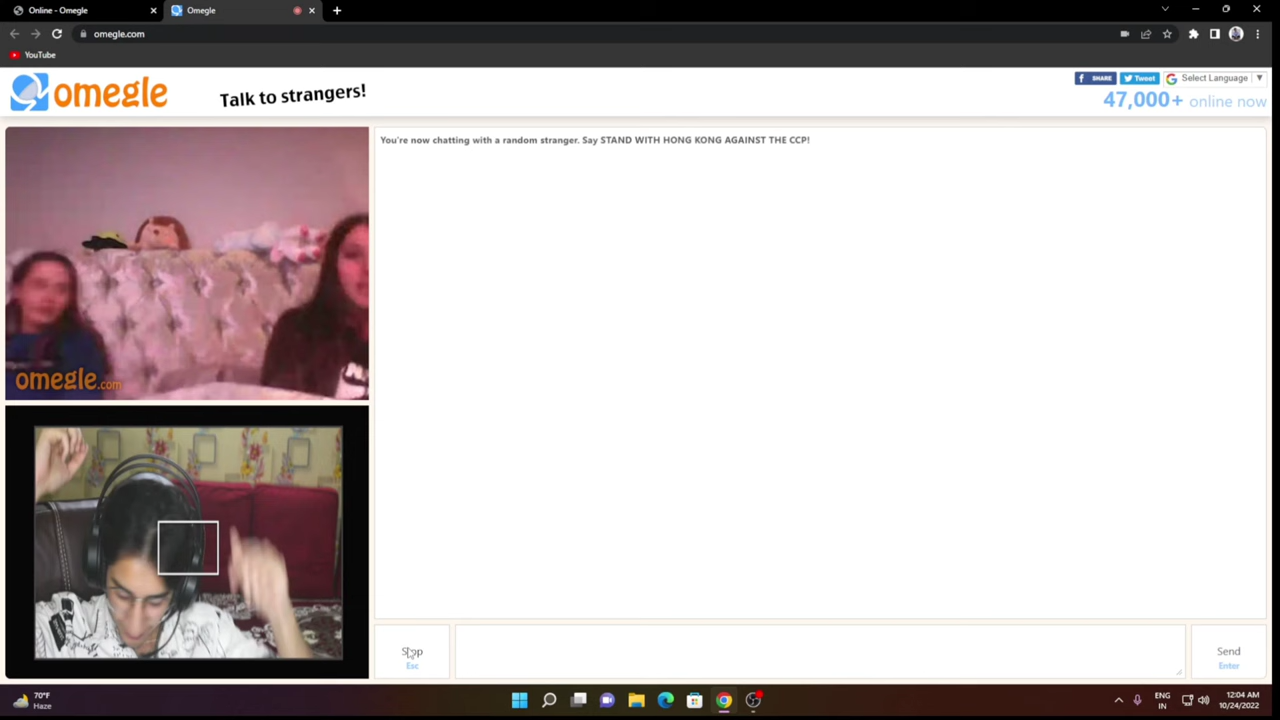 Online - Omegle
Omegle
omegle.com
YouTube
omegle
Talk to strangers!
SHARE
Tweet
Select Language
47,000+ online now
You're now chatting with a random stranger. Say STAND WITH HONG KONG AGAINST THE CCP!
omegle.com
Stop
Esc
Send
Enter
70°F
Haze
ENG
IN
12:04 AM
10/24/2022